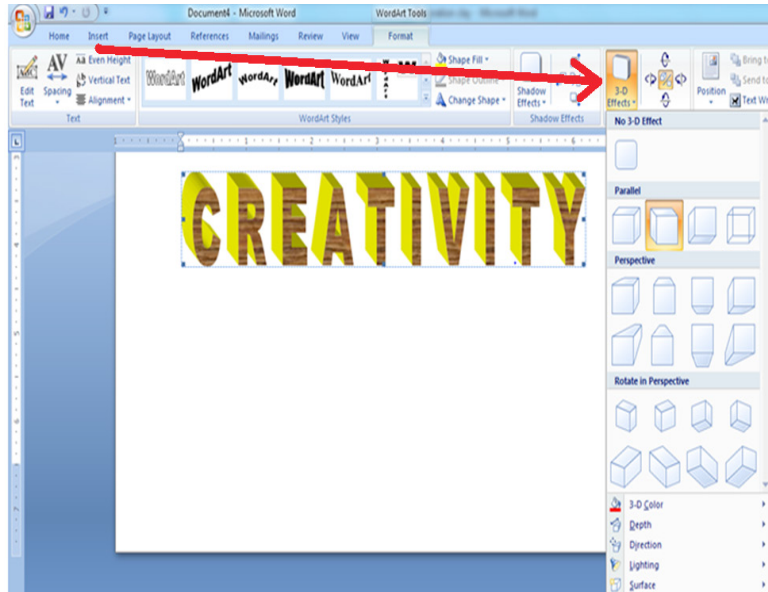 Document4 - Microsoft Word WordArt Tools
Home Insert Page Layout References Mailings Review View Format
Edit Text
Spacing
Even Height
Vertical Text
Alignment
Text
WordArt WordArt WordArt WordArt WordArt WordArt
WordArt Styles
Shape Fill
Shape Outline
Change Shape
Shadow Effects
Shadow Effects
3-D Effects
Position
Bring t
Send t
Text Wr
No 3-D Effect
Parallel
Perspective
Rotate in Perspective
3-D Color
Depth
Direction
Lighting
Surface
CREATIVITY